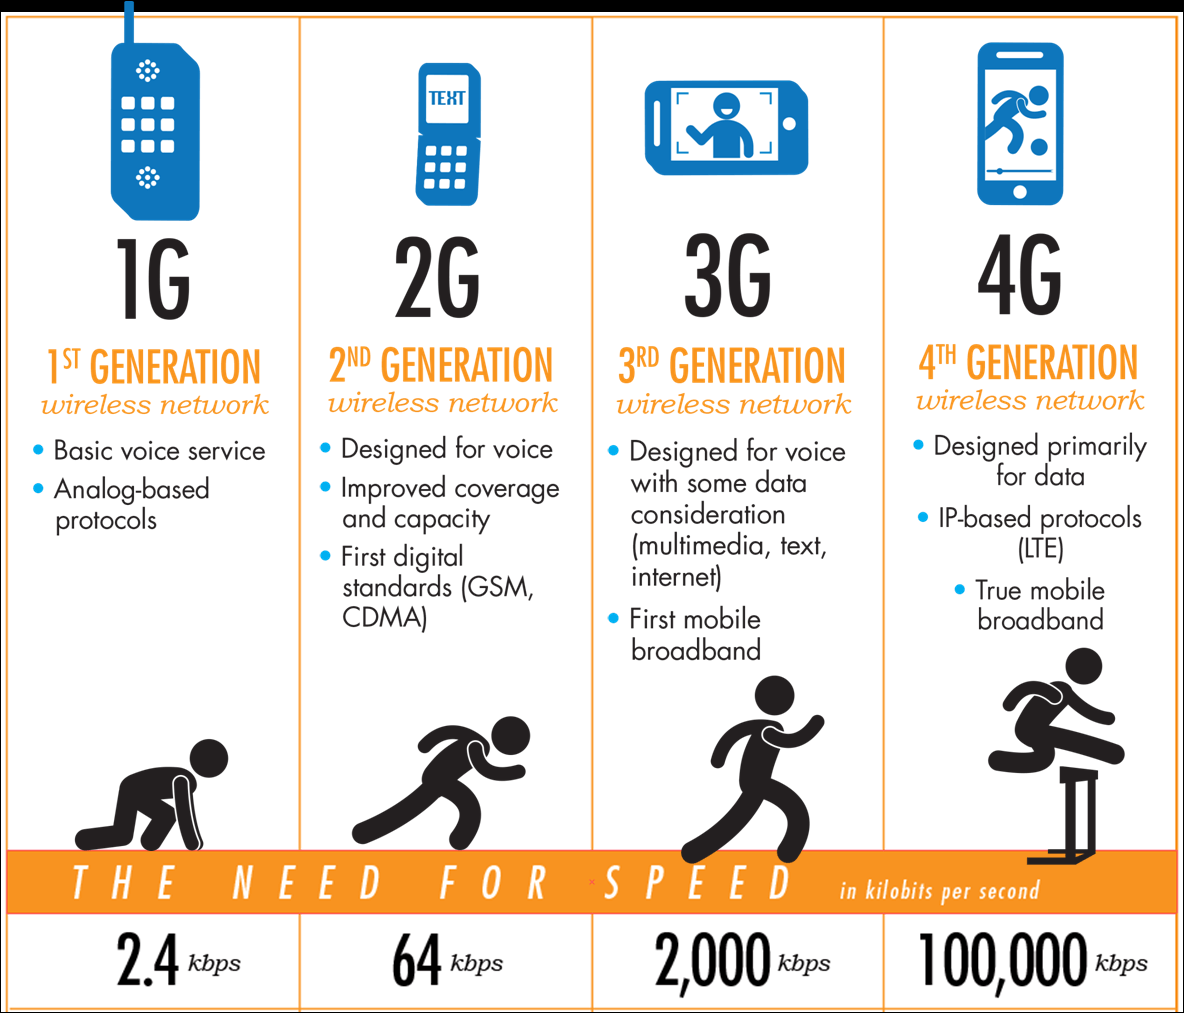 TEXT
1G
1ST GENERATION
wireless network
• Basic voice service
• Analog-based
protocols
2G
2ND GENERATION
wireless network
• Designed for voice
• Improved coverage
and capacity
• First digital
standards (GSM,
CDMA)
3G
3RD GENERATION
wireless network
• Designed for voice
with some data
consideration
(multimedia, text,
internet)
• First mobile
broadband
4G
4TH GENERATION
wireless network
• Designed primarily
for data
• IP-based protocols
(LTE)
• True mobile
broadband
THE NEED FOR SPEED in kilobits per second
2.4 kbps
64 kbps
2,000 kbps
100,000 kbps